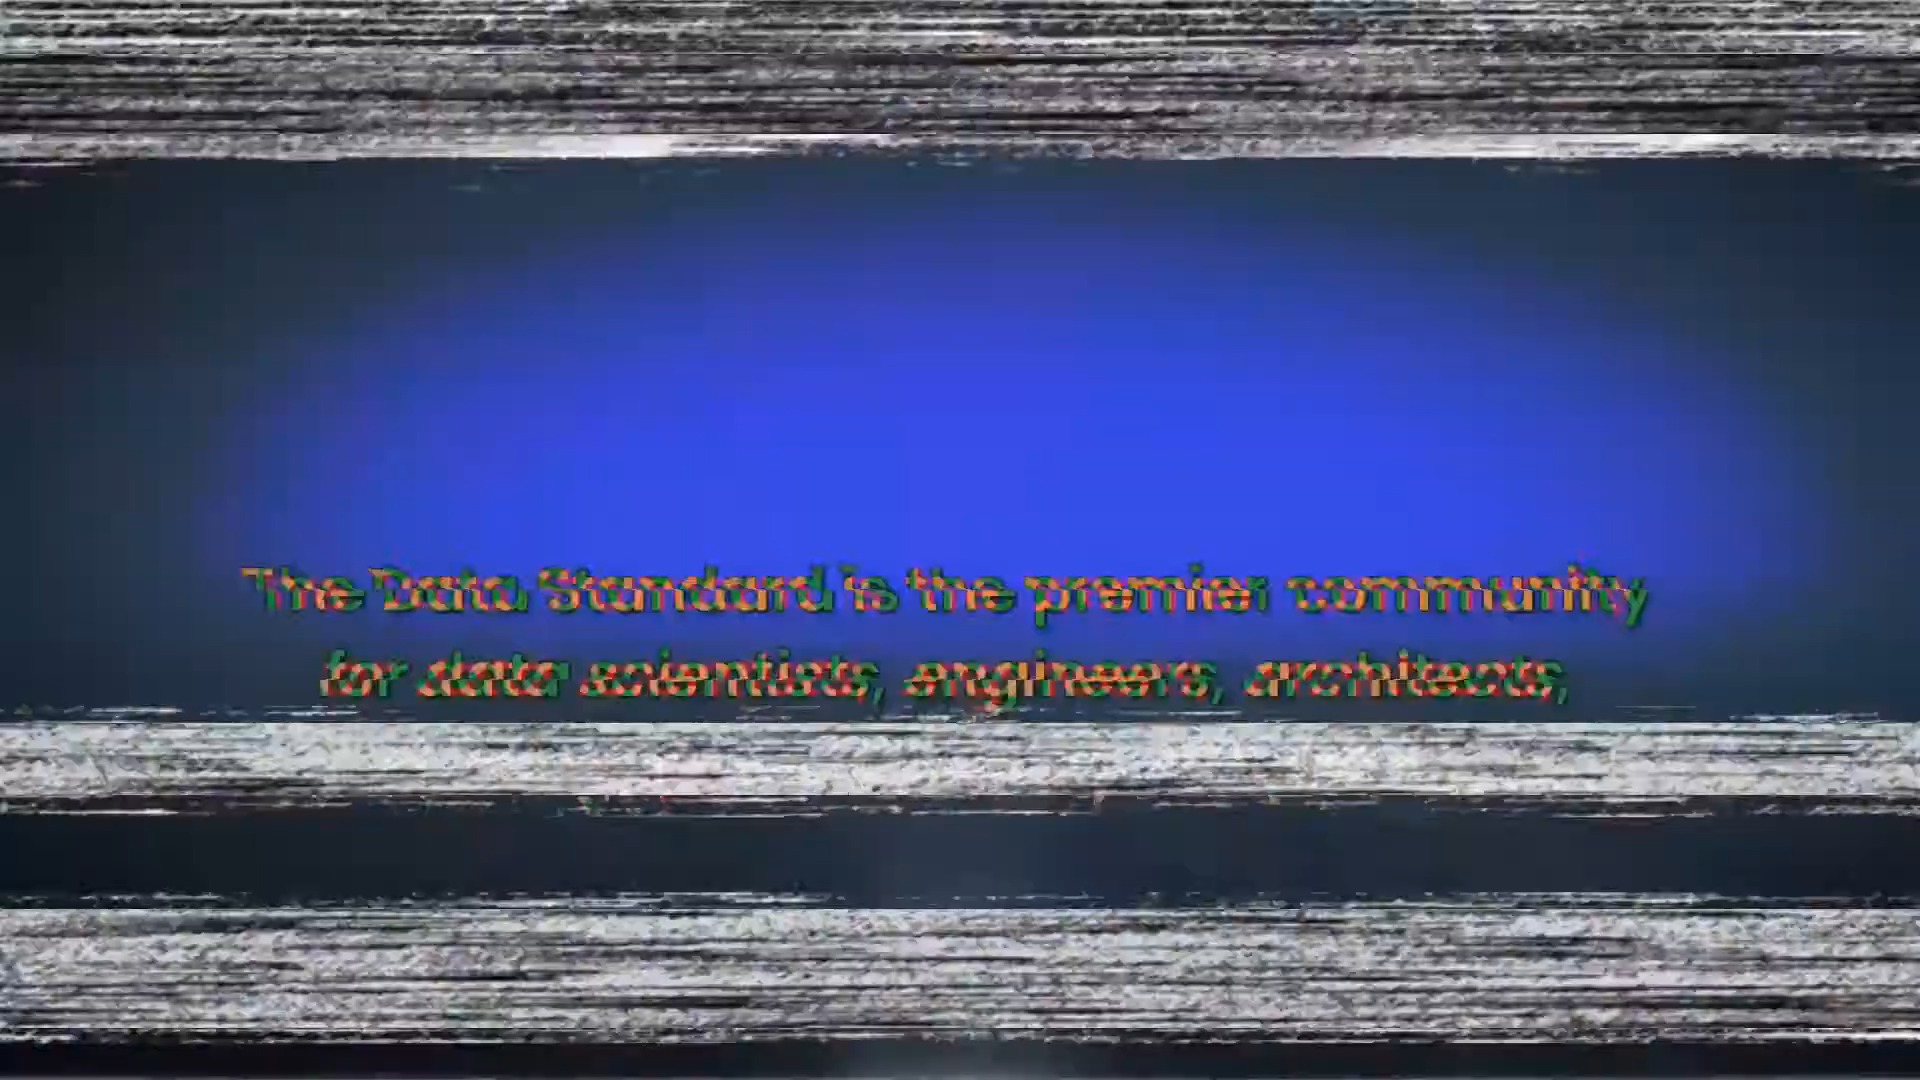 The Data Standard is the premier community
for data scientists, engineers, architects,